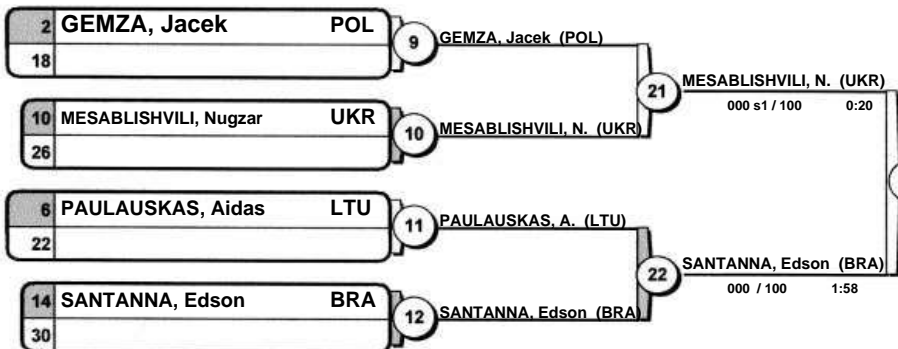 2 GEMZA, Jacek POL
18
9
GEMZA, Jacek (POL)
10 MESABLISHVILI, Nugzar UKR
26
10
MESABLISHVILI, N. (UKR)
21
MESABLISHVILI, N. (UKR)
000 s1 / 100 0:20
6 PAULAUSKAS, Aidas LTU
22
11
PAULAUSKAS, A. (LTU)
14 SANTANNA, Edson BRA
30
12
SANTANNA, Edson (BRA)
22
SANTANNA, Edson (BRA)
000 / 100 1:58